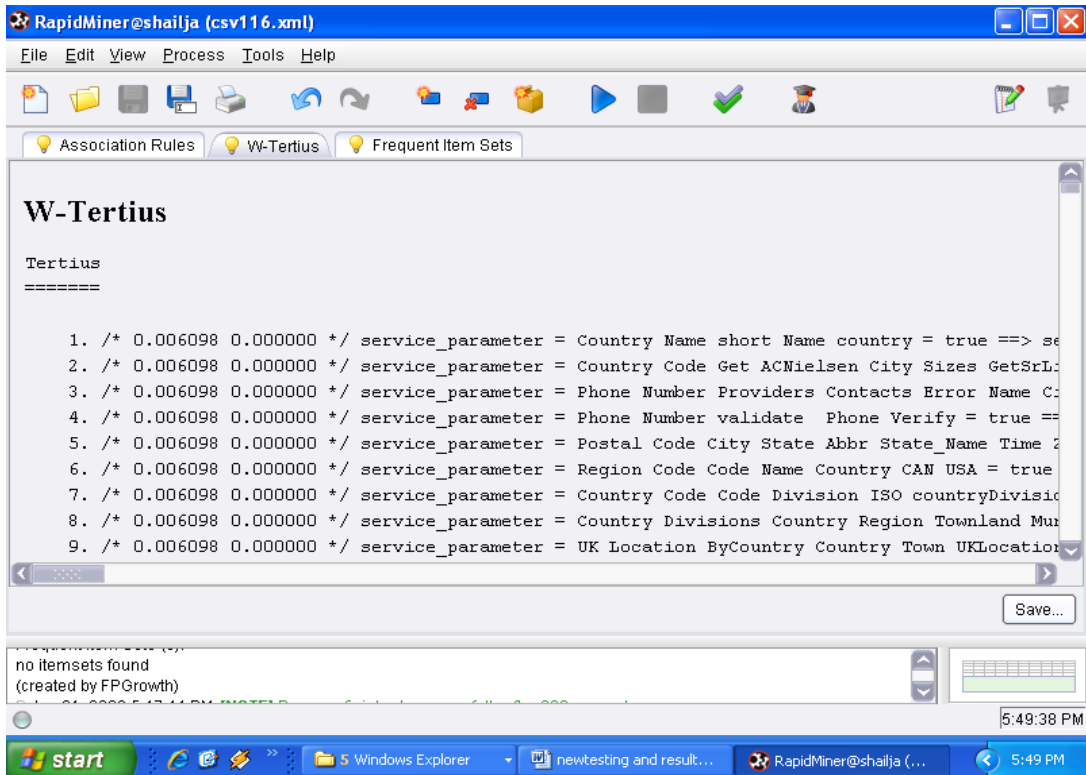 RapidMiner@shailja (csv116.xml)
File Edit View Process Tools Help
Association Rules W-Tertius Frequent Item Sets
W-Tertius
Tertius
=======
1. /* 0.006098 0.000000 */ service_parameter = Country Name short Name country = true ==> se
2. /* 0.006098 0.000000 */ service_parameter = Country Code Get ACNielsen City Sizes GetSrLi
3. /* 0.006098 0.000000 */ service_parameter = Phone Number Providers Contacts Error Name Ci
4. /* 0.006098 0.000000 */ service_parameter = Phone Number validate  Phone Verify = true ==
5. /* 0.006098 0.000000 */ service_parameter = Postal Code City State Abbr State_Name Time
6. /* 0.006098 0.000000 */ service_parameter = Region Code Code Name Country CAN USA = true
7. /* 0.006098 0.000000 */ service_parameter = Country Code Code Division ISO countryDivisio
8. /* 0.006098 0.000000 */ service_parameter = Country Divisions Country Region Townland Mun
9. /* 0.006098 0.000000 */ service_parameter = UK Location ByCountry Country Town UKLocation
Save...
no itemsets found
(created by FPGrowth)
5:49:38 PM
start » 5 Windows Explorer newtesting and result... RapidMiner@shailja (... 5:49 PM